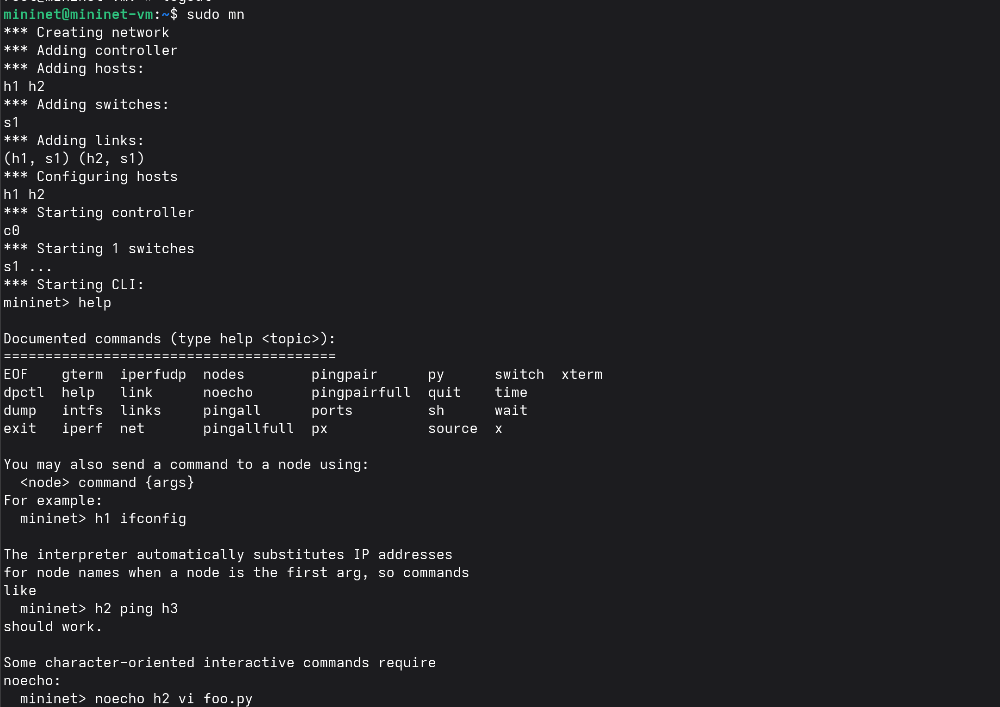 mininet@mininet-vm:~$ sudo mn
*** Creating network
*** Adding controller
*** Adding hosts:
h1 h2
*** Adding switches:
s1
*** Adding links:
(h1, s1) (h2, s1)
*** Configuring hosts
h1 h2
*** Starting controller
c0
*** Starting 1 switches
s1 ...
*** Starting CLI:
mininet> help

Documented commands (type help <topic>):
========================================
EOF    gterm  iperfudp  nodes        pingpair      py      switch  xterm
dpctl  help   link      noecho       pingpairfull  quit    time
dump   intfs  links     pingall      ports         sh      wait
exit   iperf  net       pingallfull  px            source  x

You may also send a command to a node using:
  <node> command {args}
For example:
  mininet> h1 ifconfig

The interpreter automatically substitutes IP addresses
for node names when a node is the first arg, so commands
like
  mininet> h2 ping h3
should work.

Some character-oriented interactive commands require
noecho:
  mininet> noecho h2 vi foo.py